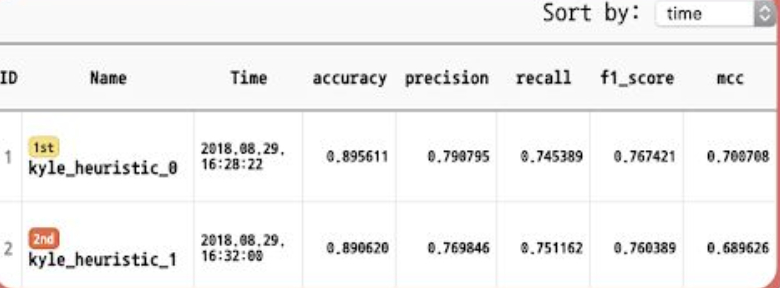 Sort by: time
ID Name Time accuracy precision recall f1_score mcc
1 1st kyle_heuristic_0 2018.08.29. 16:28:22 0.895611 0.790795 0.745389 0.767421 0.700708
2 2nd kyle_heuristic_1 2018.08.29. 16:32:00 0.890620 0.769846 0.751162 0.760389 0.689626